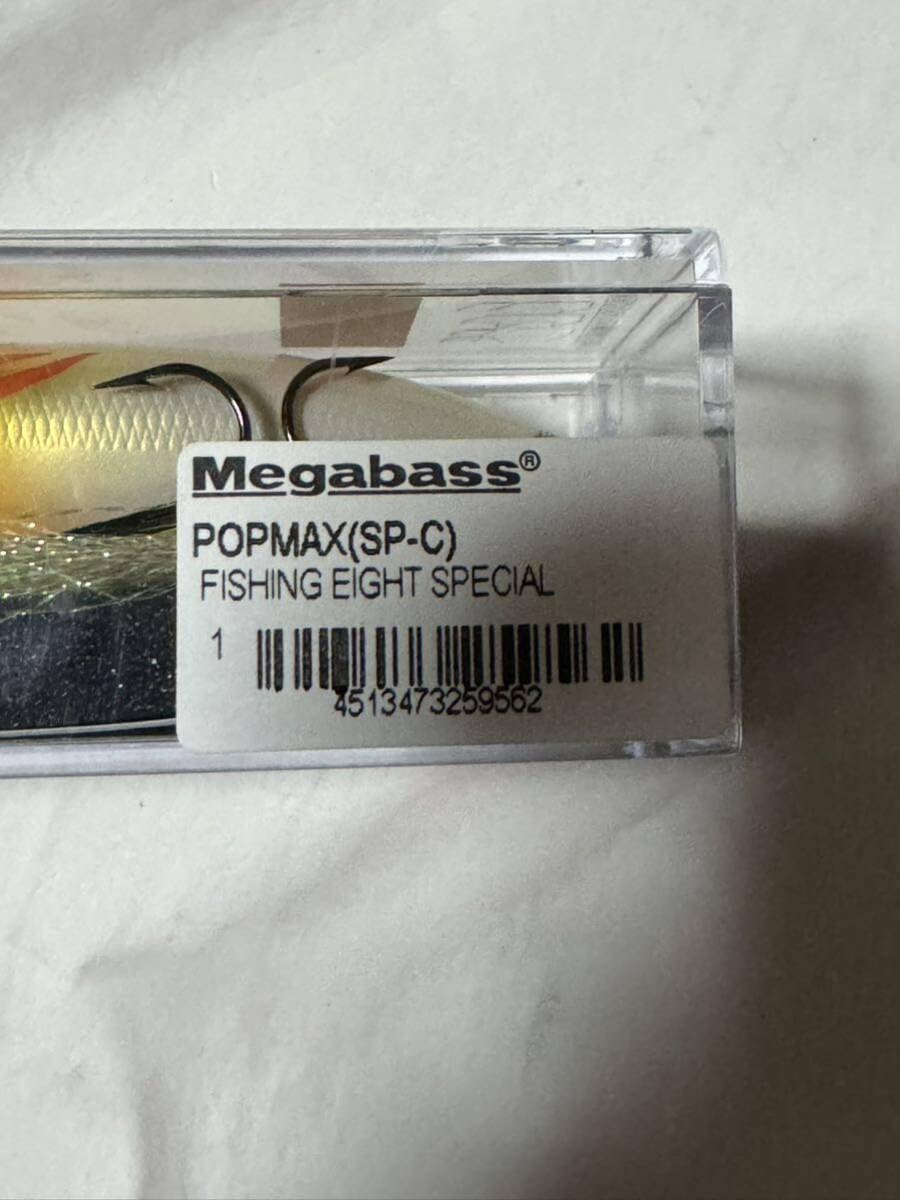 Megabass®
POPMAX(SP-C)
FISHING EIGHT SPECIAL
1
4513473259562